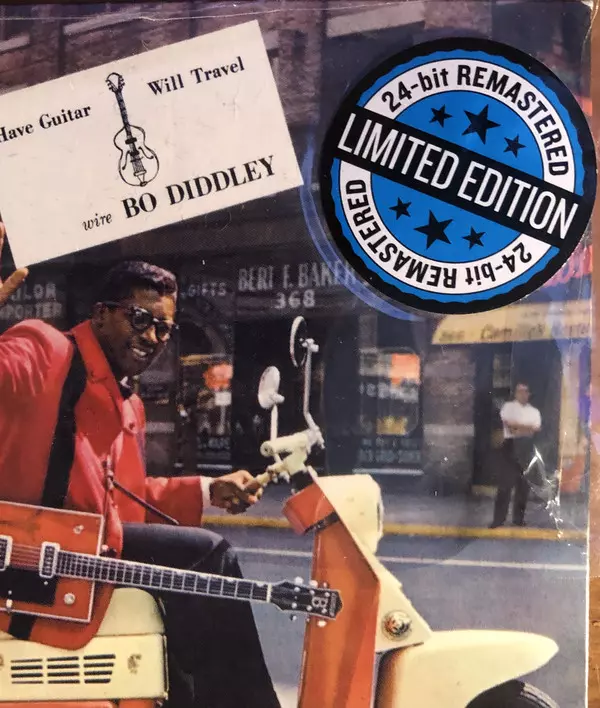 Have Guitar
Will Travel
wire BO DIDDLEY
24-bit REMASTERED
LIMITED EDITION
24-bit REMASTERED
GIFTS
BERT F. BAKER
368